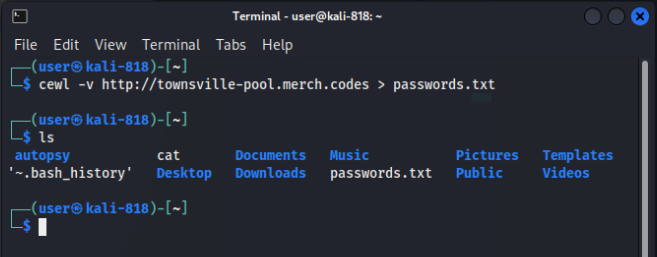 Terminal - user@kali-818: ~
File Edit View Terminal Tabs Help
┌──(user㉿kali-818)-[~]
└─$ cewl -v http://townsville-pool.merch.codes > passwords.txt
┌──(user㉿kali-818)-[~]
└─$ ls
autopsy cat Documents Music Pictures Templates
'~.bash_history' Desktop Downloads passwords.txt Public Videos
┌──(user㉿kali-818)-[~]
└─$